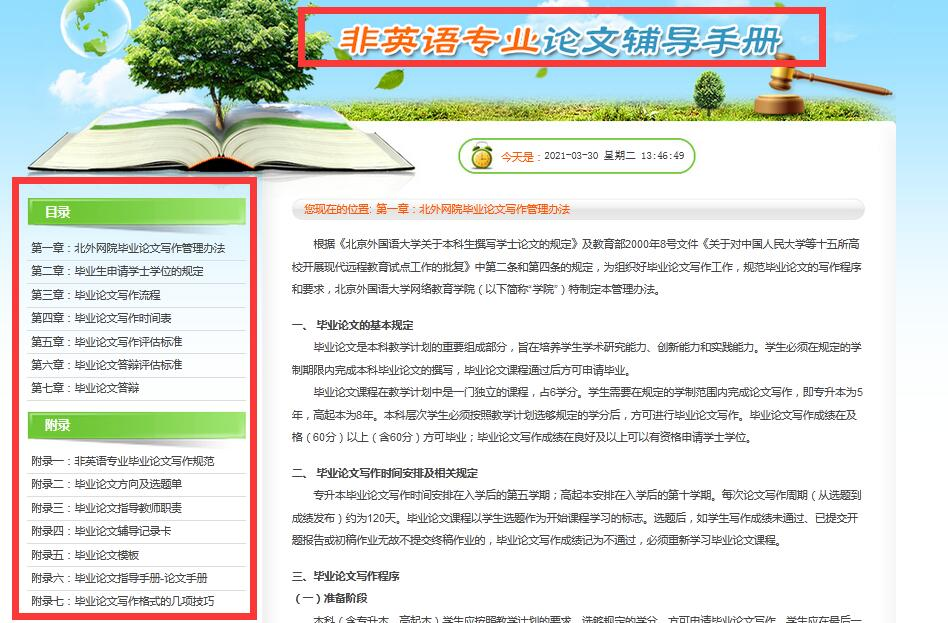 非英语专业论文辅导手册
今天是：2021-03-30 星期二 13:46:49
目录
第一章：北外网院毕业论文写作管理办法
第二章：毕业生申请学士学位的规定
第三章：毕业论文写作流程
第四章：毕业论文写作时间表
第五章：毕业论文写作评估标准
第六章：毕业论文答辩评估标准
第七章：毕业论文答辩
附录
附录一：非英语专业毕业论文写作规范
附录二：毕业论文方向及选题单
附录三：毕业论文指导教师职责
附录四：毕业论文辅导记录卡
附录五：毕业论文模板
附录六：毕业论文指导手册-论文手册
附录七：毕业论文写作格式的几项技巧
您现在的位置: 第一章：北外网院毕业论文写作管理办法
根据《北京外国语大学关于本科生撰写学士论文的规定》及教育部2000年8号文件《关于对中国人民大学等十五所高
校开展现代远程教育试点工作的批复》中第二条和第四条的规定，为组织好毕业论文写作工作，规范毕业论文的写作程序
和要求，北京外国语大学网络教育学院（以下简称“学院”）特制定本管理办法。
一、 毕业论文的基本规定
毕业论文是本科教学计划的重要组成部分，旨在培养学生学术研究能力、创新能力和实践能力。学生必须在规定的学
制期限内完成本科毕业论文的撰写，毕业论文课程通过后方可申请毕业。
毕业论文课程在教学计划中是一门独立的课程，占6学分。学生需要在规定的学制范围内完成论文写作，即专升本为5
年，高起本为8年。本科层次学生必须按照教学计划选够规定的学分后，方可进行毕业论文写作。毕业论文写作成绩在及
格（60分）以上（含60分）方可毕业；毕业论文写作成绩在良好及以上可以有资格申请学士学位。
二、 毕业论文写作时间安排及相关规定
专升本毕业论文写作时间安排在入学后的第五学期；高起本安排在入学后的第十学期。每次论文写作周期（从选题到
成绩发布）约为120天。毕业论文课程以学生选题作为开始课程学习的标志。选题后，如学生写作成绩未通过、已提交开
题报告或初稿作业无故不提交终稿作业的，毕业论文写作成绩记为不通过，必须重新学习毕业论文课程。
三、毕业论文写作程序
（一）准备阶段
本科（含专升本、高起本）学生应按照教学计划的要求，选够规定的学分，方可申请毕业论文写作。学生应在最后一